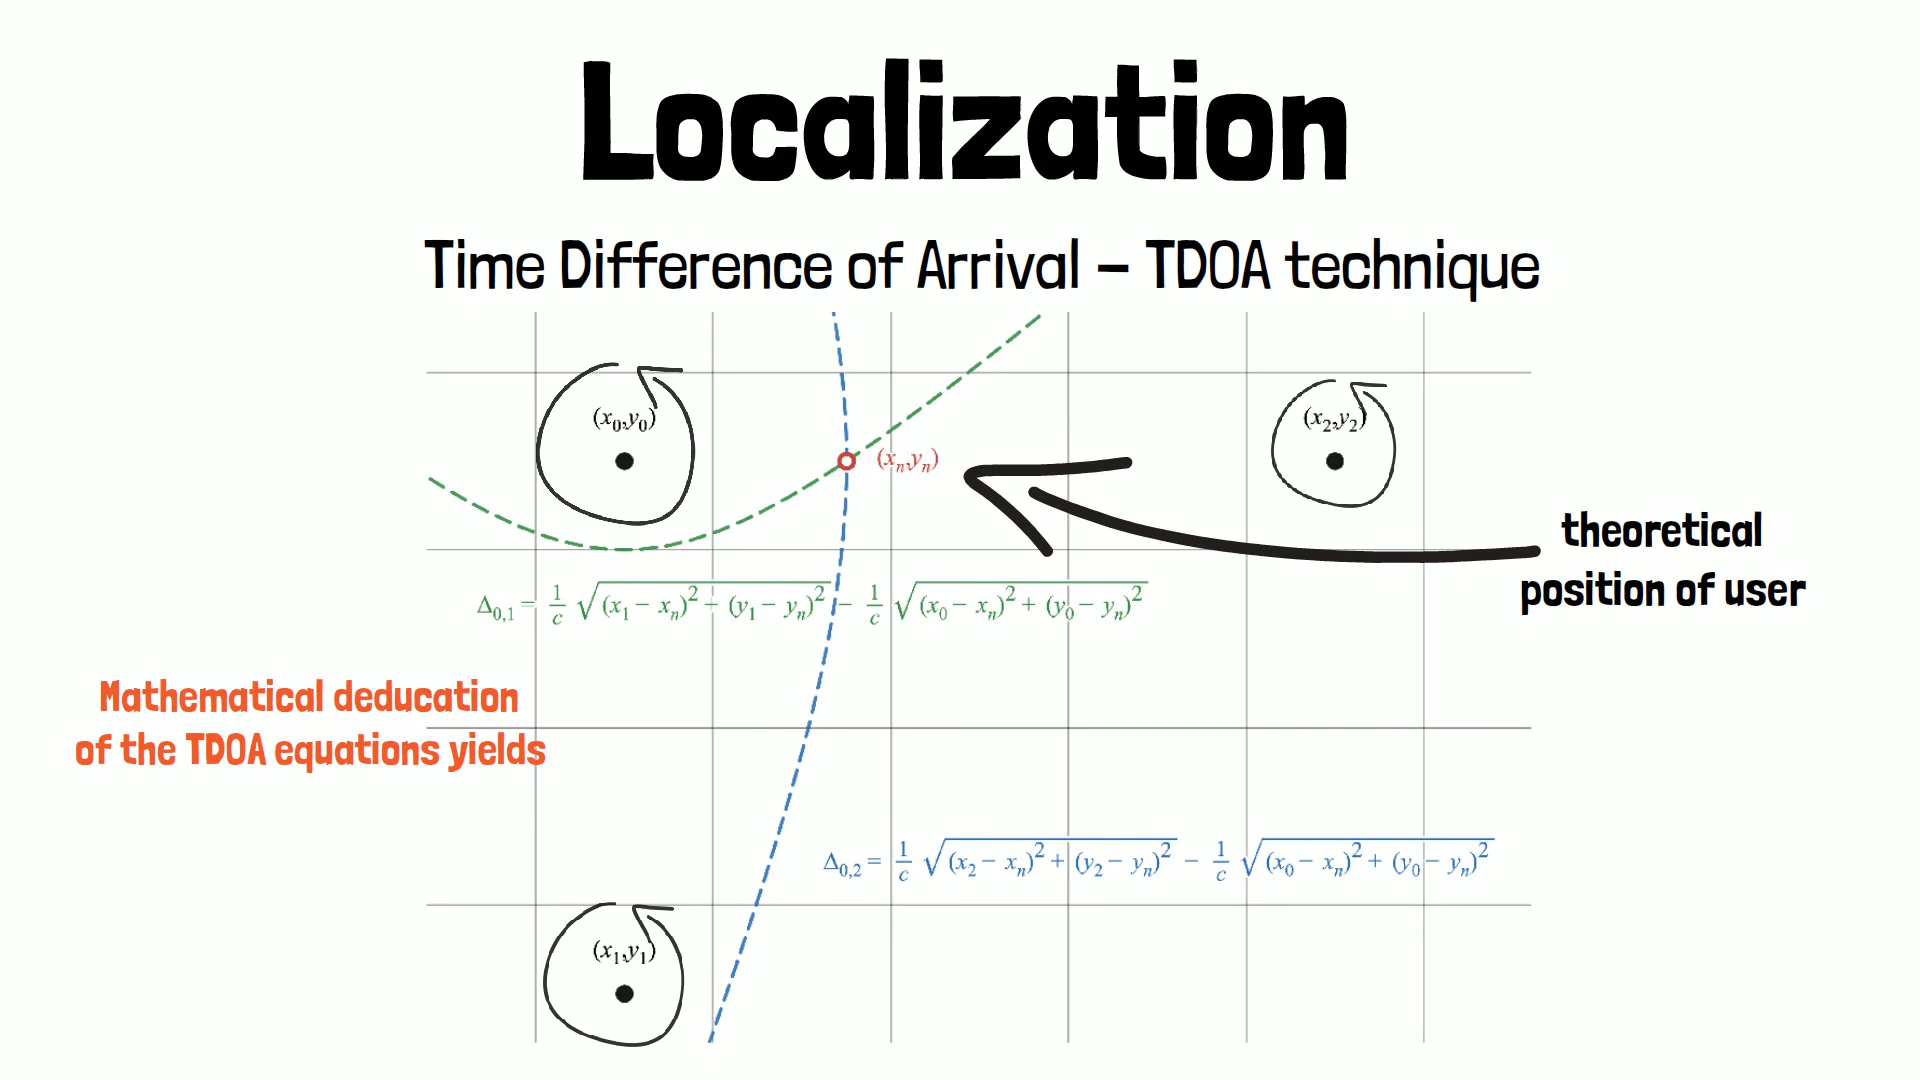 Localization
Time Difference of Arrival – TDOA technique
(x₀,y₀)
(x₂,y₂)
(xₙ,yₙ)
theoretical
position of user
Δ₀,₁ = 1/c √(x₁ − xₙ)² − (y₁ − yₙ)² − 1/c √(x₀ − xₙ)² + (y₀ − yₙ)²
Mathematical deducation
of the TDOA equations yields
Δ₀,₂ = 1/c √(x₂ − xₙ)² + (y₂ − yₙ)² − 1/c √(x₀ − xₙ)² + (y₀ − yₙ)²
(x₁,y₁)